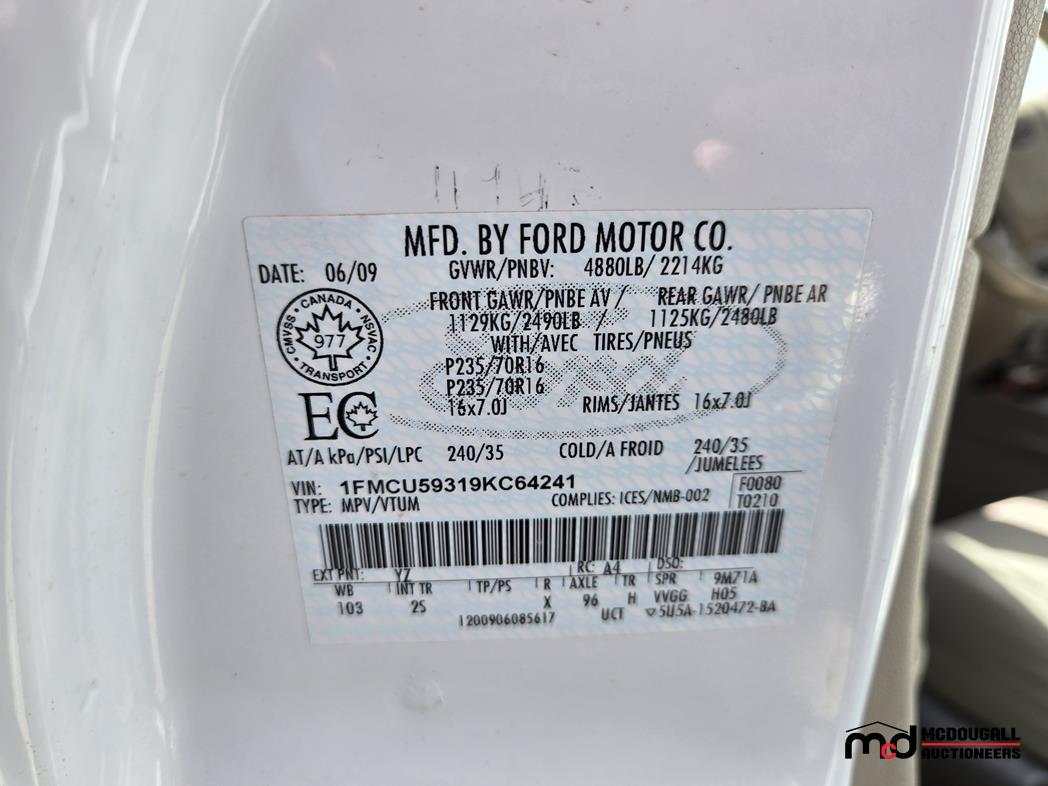 MFD. BY FORD MOTOR CO.
DATE: 06/09 GVWR/PNBV: 4880LB/ 2214KG
FRONT GAWR/PNBE AV / REAR GAWR/ PNBE AR
1129KG/2490LB / 1125KG/2480LB
WITH/AVEC TIRES/PNEUS
P235/70R16
P235/70R16
16x7.0J RIMS/JANTES 16x7.0J
CANADA
CMVSS 977 NSVAC
TRANSPORT
EC
AT/A kPa/PSI/LPC 240/35 COLD/A FROID 240/35
/JUMELEES
VIN: 1FMCU59319KC64241
TYPE: MPV/VTUM COMPLIES: ICES/NMB-002
F0080
T0210
EXT PNT: YZ RC: A4 DSO:
WB INT TR TP/PS R AXLE TR SPR 9M71A
103 2S X 96 H VVGG H05
1200906085617 UCT ▽5U5A-1520472-BA
mcd MCDOUGALL
AUCTIONEERS